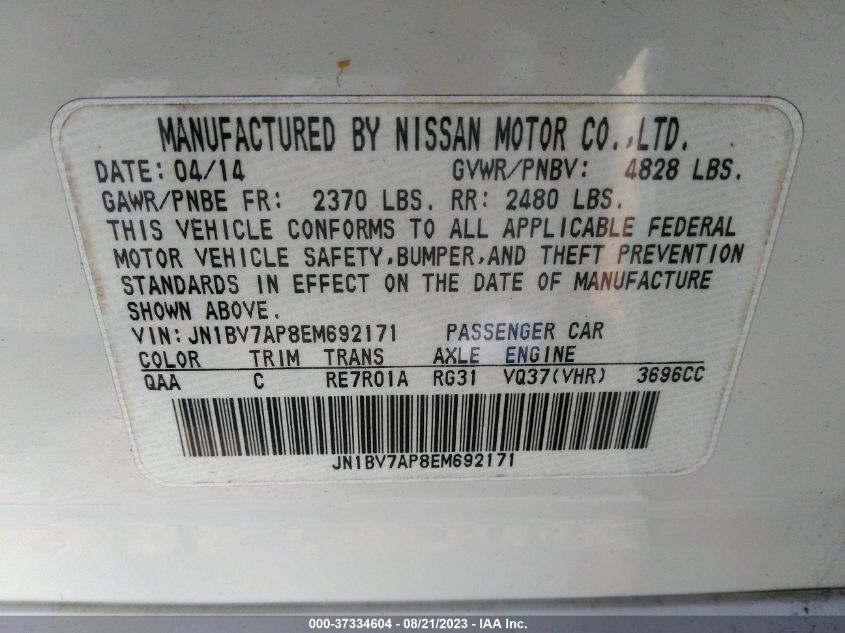 MANUFACTURED BY NISSAN MOTOR CO.,LTD.
DATE: 04/14 GVWR/PNBV: 4828 LBS.
GAWR/PNBE FR: 2370 LBS. RR: 2480 LBS.
THIS VEHICLE CONFORMS TO ALL APPLICABLE FEDERAL
MOTOR VEHICLE SAFETY,BUMPER,AND THEFT PREVENTION
STANDARDS IN EFFECT ON THE DATE OF MANUFACTURE
SHOWN ABOVE.
VIN: JN1BV7AP8EM692171 PASSENGER CAR
COLOR TRIM TRANS AXLE ENGINE
QAA C RE7R01A RG31 VQ37(VHR) 3696CC
JN1BV7AP8EM692171
000-37334604 - 08/21/2023 - IAA Inc.